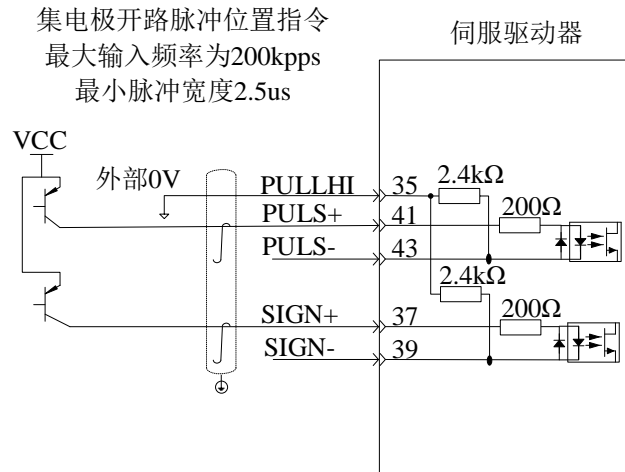 集电极开路脉冲位置指令
最大输入频率为200kpps
最小脉冲宽度2.5us
伺服驱动器
VCC
外部0V
PULLHI
35
2.4kΩ
PULS+
41
200Ω
PULS-
43
2.4kΩ
SIGN+
37
200Ω
SIGN-
39